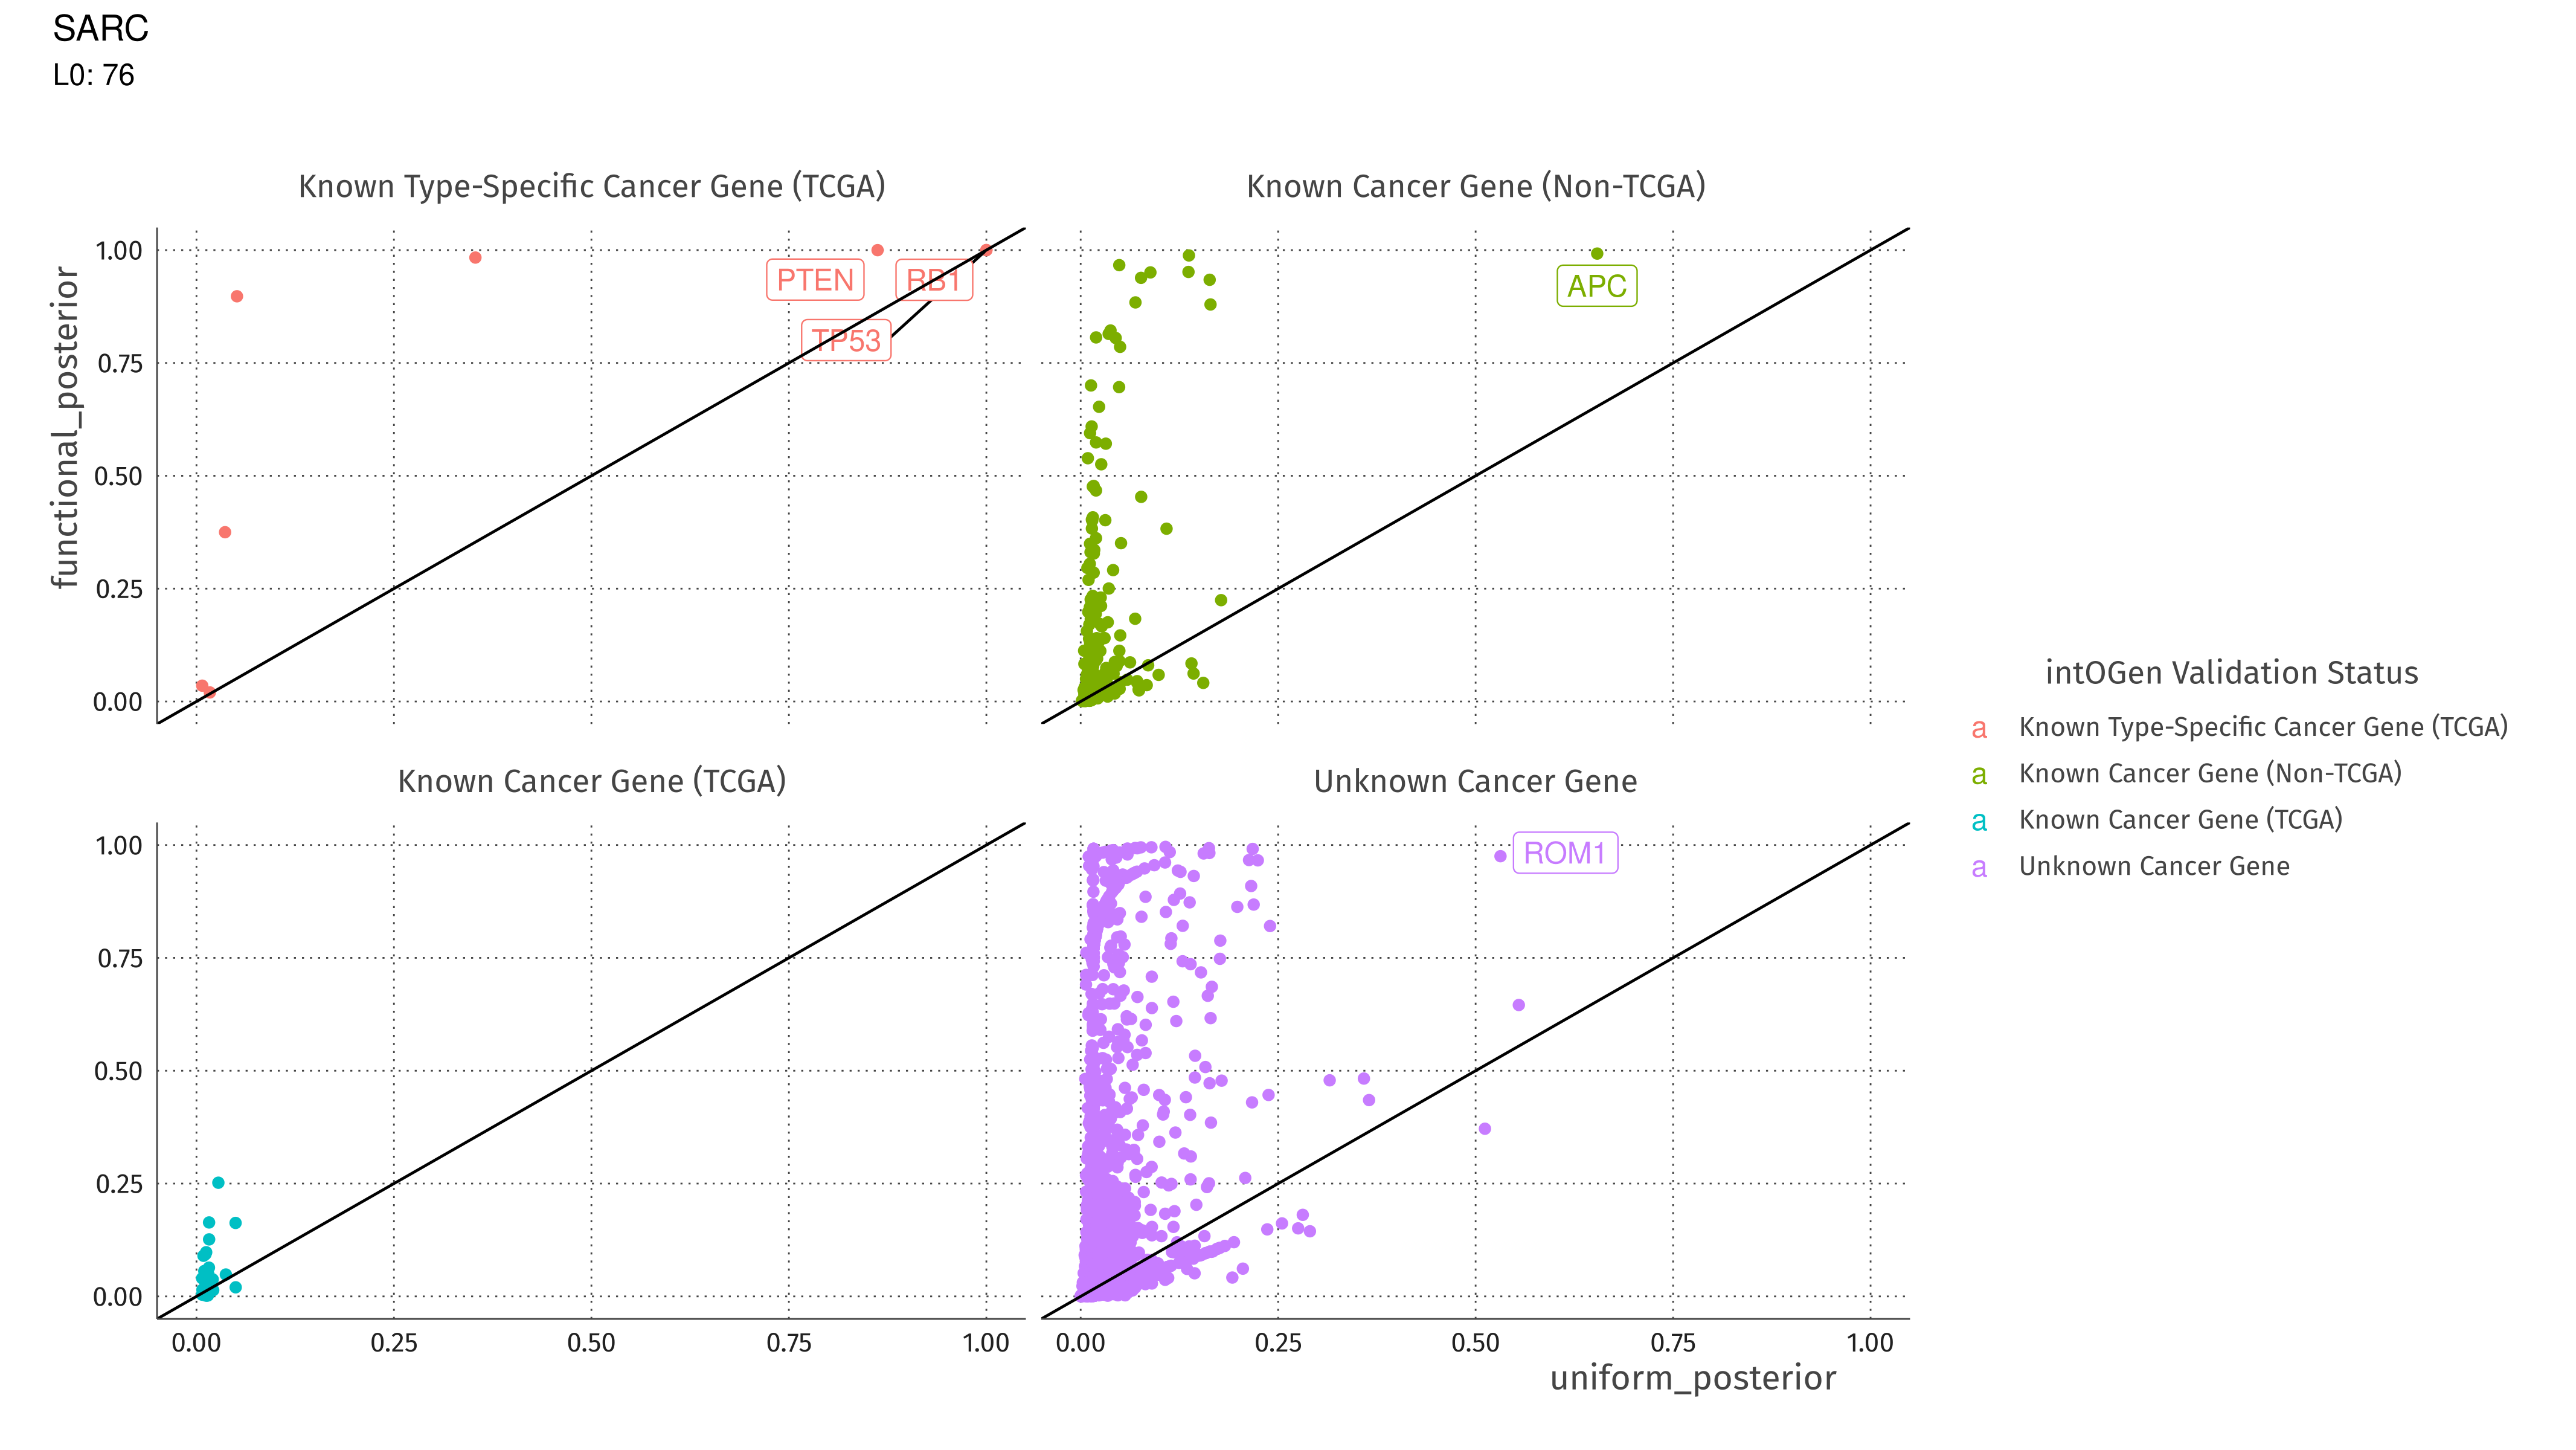 SARC
L0: 76
Known Type-Specific Cancer Gene (TCGA)
Known Cancer Gene (Non-TCGA)
functional_posterior
1.00
0.75
0.50
0.25
0.00
PTEN
RB1
TP53
APC
Known Cancer Gene (TCGA)
Unknown Cancer Gene
1.00
0.75
0.50
0.25
0.00
ROM1
0.00 0.25 0.50 0.75 1.00
0.00 0.25 0.50 0.75 1.00
uniform_posterior
intOGen Validation Status
a Known Type-Specific Cancer Gene (TCGA)
a Known Cancer Gene (Non-TCGA)
a Known Cancer Gene (TCGA)
a Unknown Cancer Gene